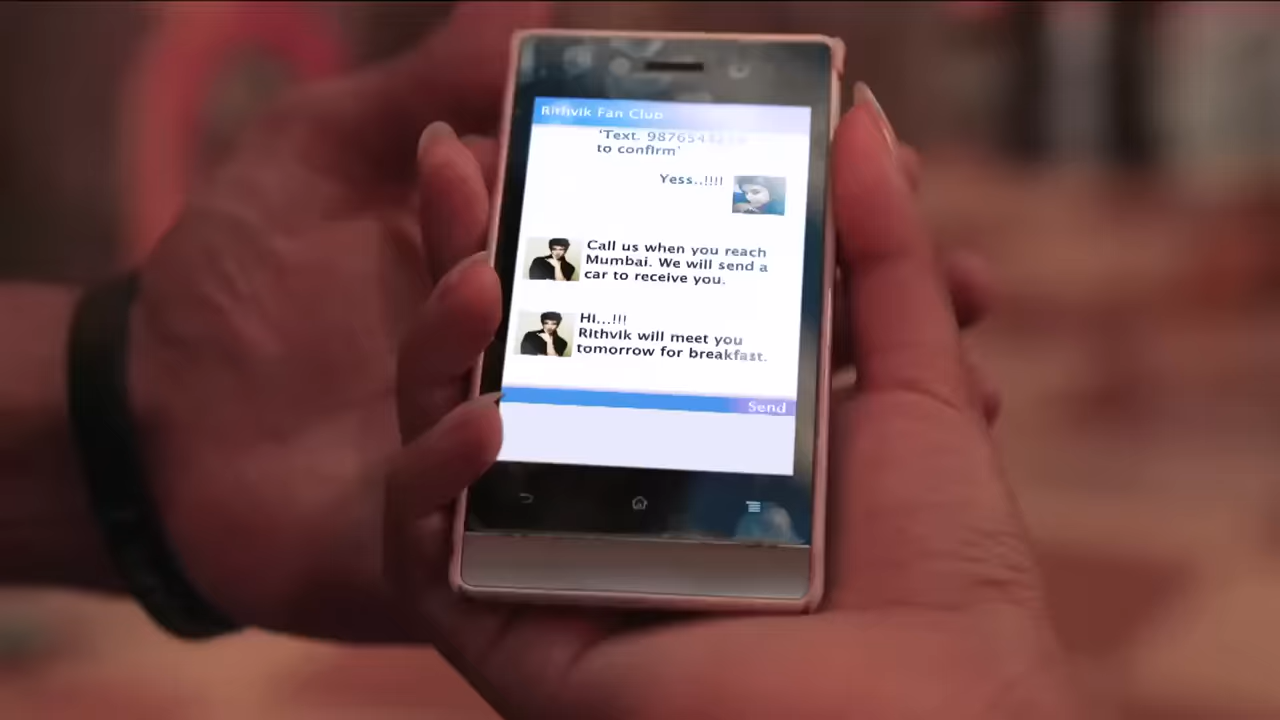 Rithvik Fan Club
'Text. 9876543210
to confirm'
Yess..!!!!
Call us when you reach
Mumbai. We will send a
car to receive you.
Hi...!!!
Rithvik will meet you
tomorrow for breakfast.
Send